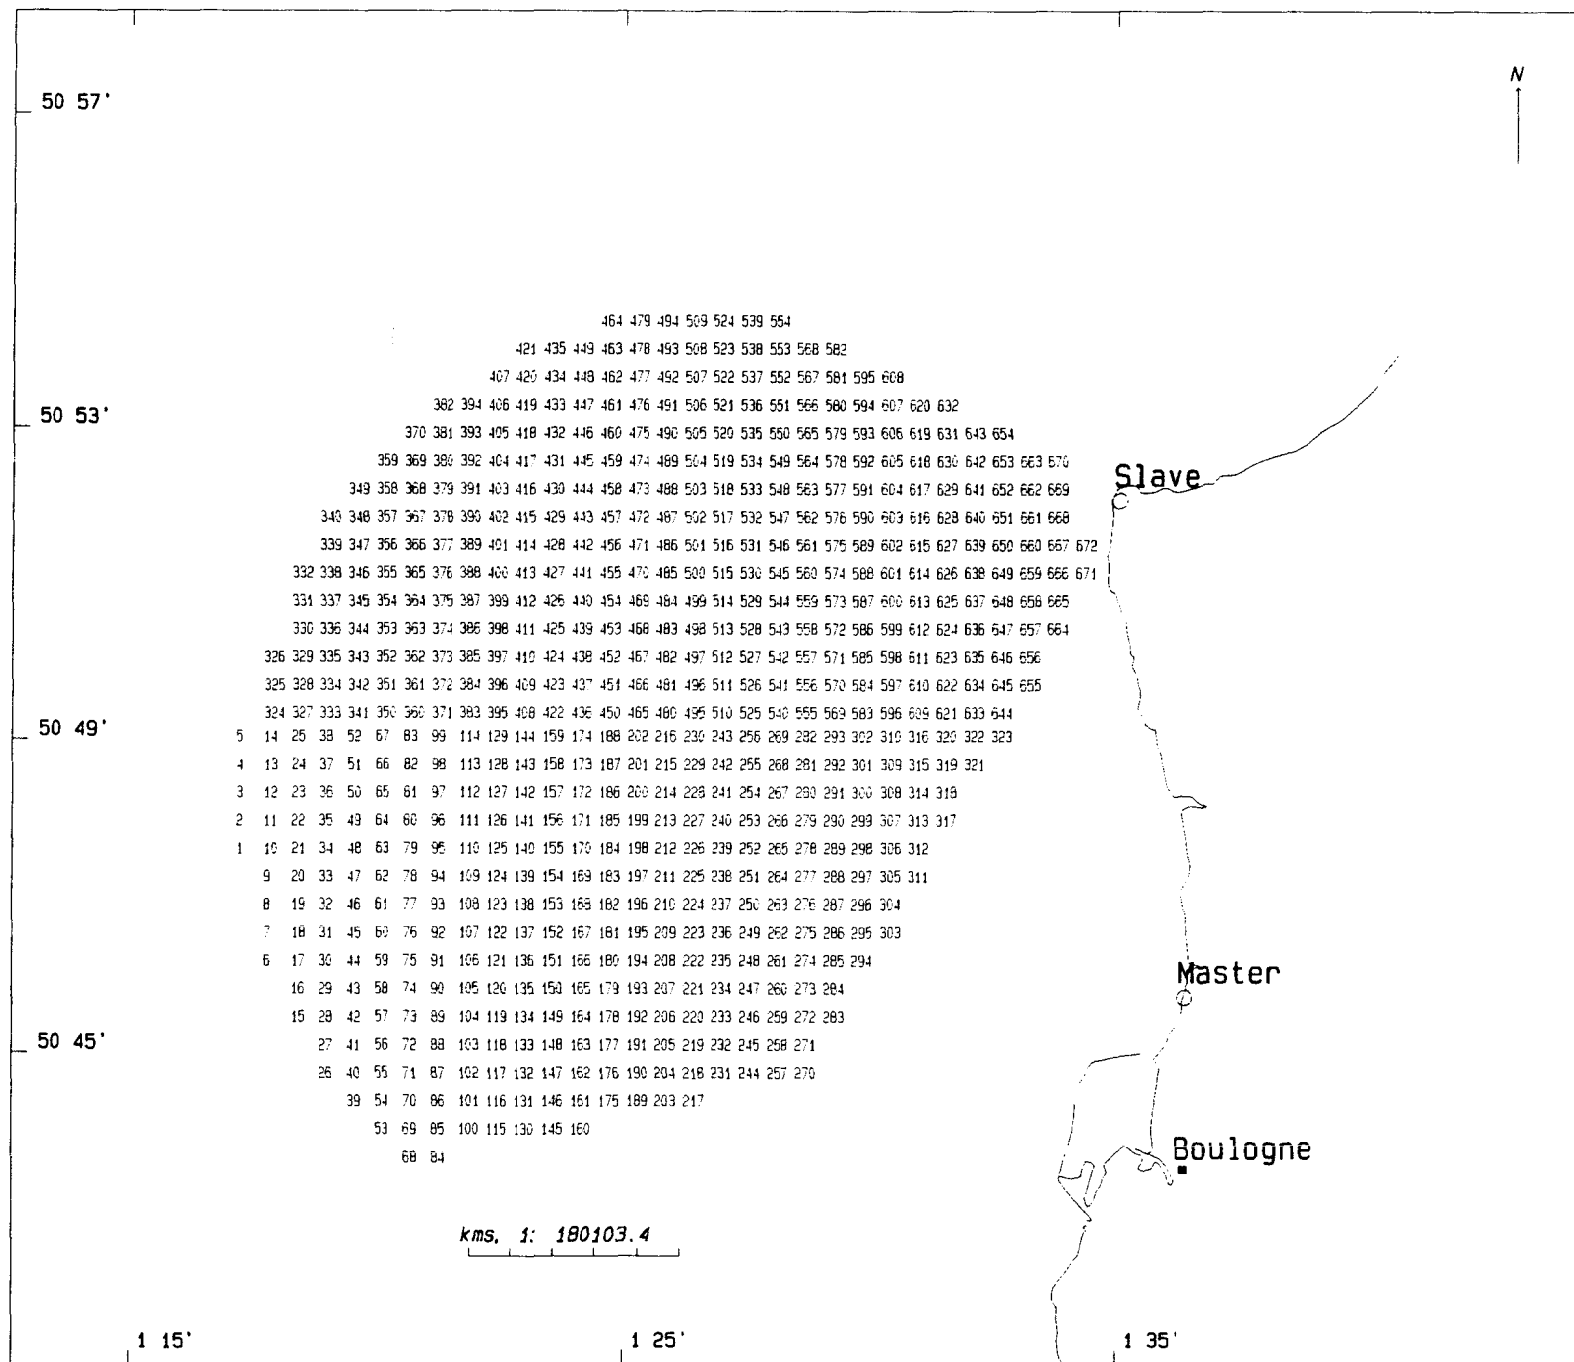 N
50 57'
464 479 494 509 524 539 554
421 435 449 463 478 493 508 523 538 553 568 582
407 420 434 448 462 477 492 507 522 537 552 567 581 595 608
50 53'
382 394 406 419 433 447 461 476 491 506 521 536 551 566 580 594 607 620 632
370 381 393 405 418 432 446 460 475 490 505 520 535 550 565 579 593 606 619 631 643 654
359 369 380 392 404 417 431 445 459 474 489 504 519 534 549 564 578 592 605 618 630 642 653 663 670
Slave
349 358 368 379 391 403 416 430 444 458 473 488 503 518 533 548 563 577 591 604 617 629 641 652 662 669
340 348 357 367 378 390 402 415 429 443 457 472 487 502 517 532 547 562 576 590 603 616 628 640 651 661 668
339 347 356 366 377 389 401 414 428 442 456 471 486 501 516 531 546 561 575 589 602 615 627 639 650 660 667 672
332 338 346 355 365 376 388 400 413 427 441 455 470 485 500 515 530 545 560 574 588 601 614 626 638 649 659 666 671
331 337 345 354 364 375 387 399 412 426 440 454 469 484 499 514 529 544 559 573 587 600 613 625 637 648 658 665
330 336 344 353 363 374 386 398 411 425 439 453 468 483 498 513 528 543 558 572 586 599 612 624 636 647 657 664
326 329 335 343 352 362 373 385 397 410 424 438 452 467 482 497 512 527 542 557 571 585 598 611 623 635 646 656
325 328 334 342 351 361 372 384 396 409 423 437 451 466 481 496 511 526 541 556 570 584 597 610 622 634 645 655
324 327 333 341 350 360 371 383 395 408 422 436 450 465 480 495 510 525 540 555 569 583 596 609 621 633 644
50 49'
5 14 25 38 52 67 83 99 114 129 144 159 174 188 202 216 230 243 256 269 282 293 302 310 316 320 322 323
4 13 24 37 51 66 82 98 113 128 143 158 173 187 201 215 229 242 255 268 281 292 301 309 315 319 321
3 12 23 36 50 65 81 97 112 127 142 157 172 186 200 214 228 241 254 267 280 291 300 308 314 318
2 11 22 35 49 64 80 96 111 126 141 156 171 185 199 213 227 240 253 266 279 290 299 307 313 317
1 10 21 34 48 63 79 95 110 125 140 155 170 184 198 212 226 239 252 265 278 289 298 306 312
9 20 33 47 62 78 94 109 124 139 154 169 183 197 211 225 238 251 264 277 288 297 305 311
8 19 32 46 61 77 93 108 123 138 153 168 182 196 210 224 237 250 263 276 287 296 304
7 18 31 45 60 76 92 107 122 137 152 167 181 195 209 223 236 249 262 275 286 295 303
6 17 30 44 59 75 91 106 121 136 151 166 180 194 208 222 235 248 261 274 285 294
Master
16 29 43 58 74 90 105 120 135 150 165 179 193 207 221 234 247 260 273 284
15 28 42 57 73 89 104 119 134 149 164 178 192 206 220 233 246 259 272 283
50 45'
27 41 56 72 88 103 118 133 148 163 177 191 205 219 232 245 258 271
26 40 55 71 87 102 117 132 147 162 176 190 204 218 231 244 257 270
39 54 70 86 101 116 131 146 161 175 189 203 217
53 69 85 100 115 130 145 160
68 84
Boulogne
kms, 1: 180103.4
1 15'
1 25'
1 35'